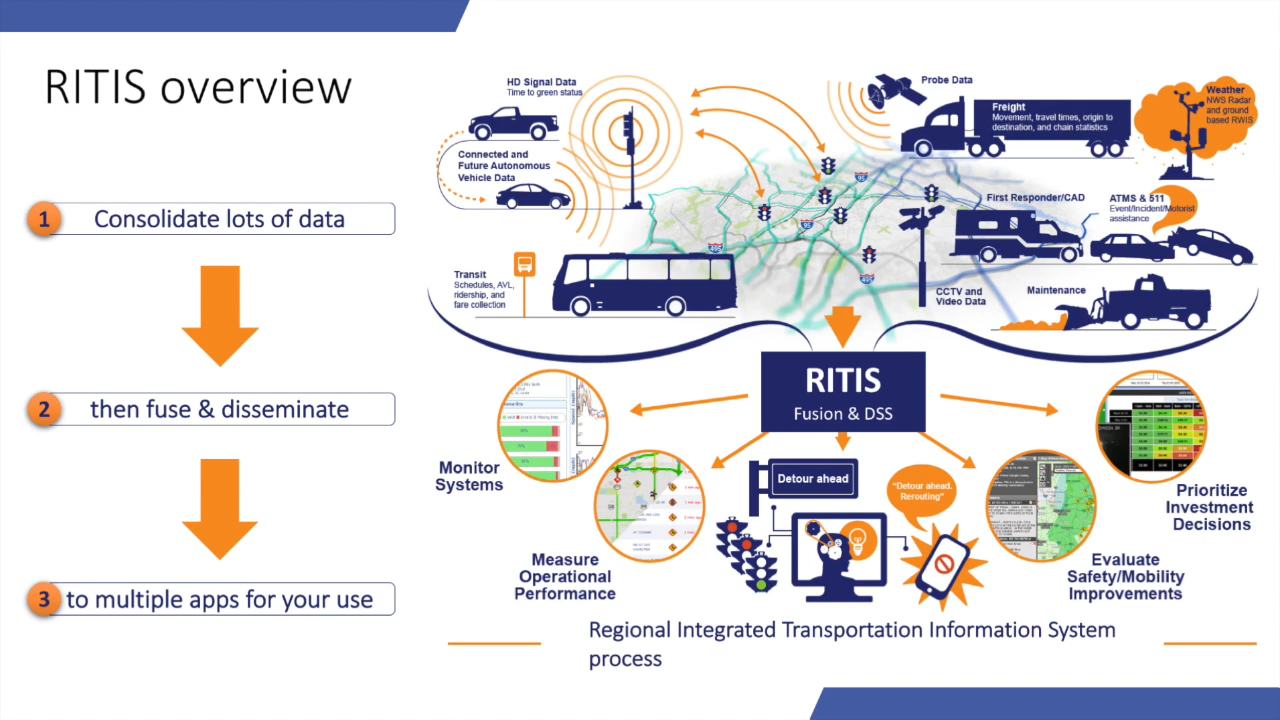 RITIS overview
1 Consolidate lots of data
2 then fuse & disseminate
3 to multiple apps for your use
HD Signal Data
Time to green status
Connected and
Future Autonomous
Vehicle Data
Transit
Schedules, AVL,
ridership, and
fare collection
Probe Data
Freight
Movement, travel times, origin to
destination, and chain statistics
Weather
NWS Radar
and ground
based RWIS
First Responder/CAD
ATMS & 511
Event/Incident/Motorist
assistance
CCTV and
Video Data
Maintenance
95
95
495
495
RITIS
Fusion & DSS
Monitor
Systems
Measure
Operational
Performance
Detour ahead
"Detour ahead.
Rerouting"
Evaluate
Safety/Mobility
Improvements
Prioritize
Investment
Decisions
Regional Integrated Transportation Information System
process